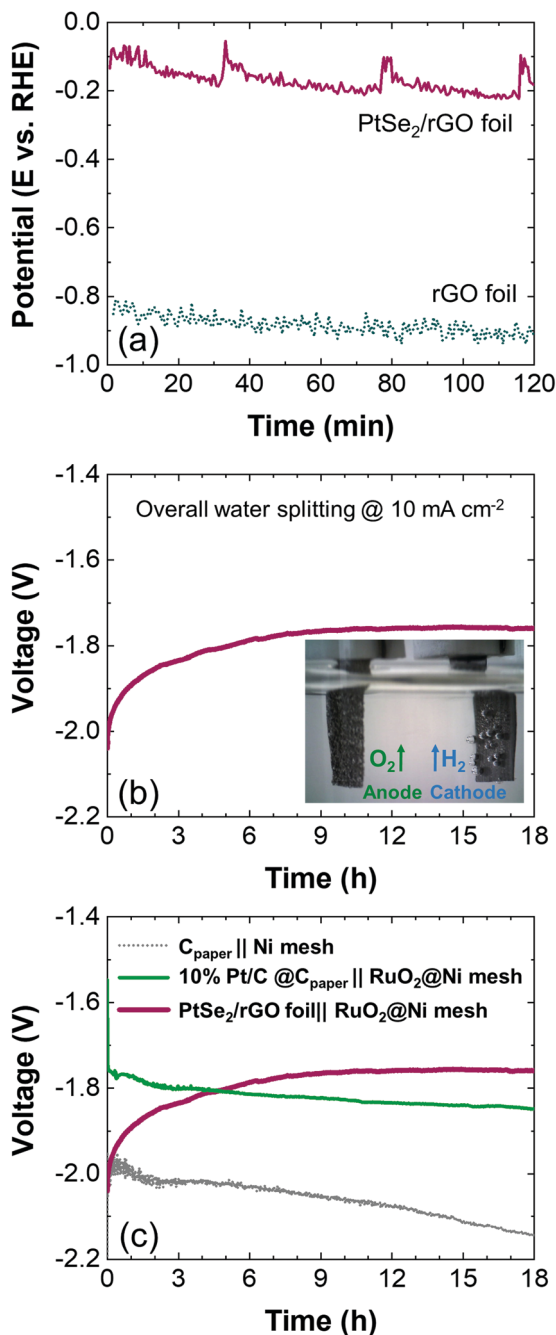 0.0
-0.2
-0.4
-0.6
-0.8
-1.0
Potential (E vs. RHE)
PtSe₂/rGO foil
rGO foil
(a)
0 20 40 60 80 100 120
Time (min)
-1.4
-1.6
-1.8
-2.0
-2.2
Voltage (V)
Overall water splitting @ 10 mA cm⁻²
O₂↑ ↑H₂
Anode Cathode
(b)
0 3 6 9 12 15 18
Time (h)
-1.4
-1.6
-1.8
-2.0
-2.2
Voltage (V)
C_paper || Ni mesh
10% Pt/C @C_paper || RuO₂@Ni mesh
PtSe₂/rGO foil|| RuO₂@Ni mesh
(c)
0 3 6 9 12 15 18
Time (h)